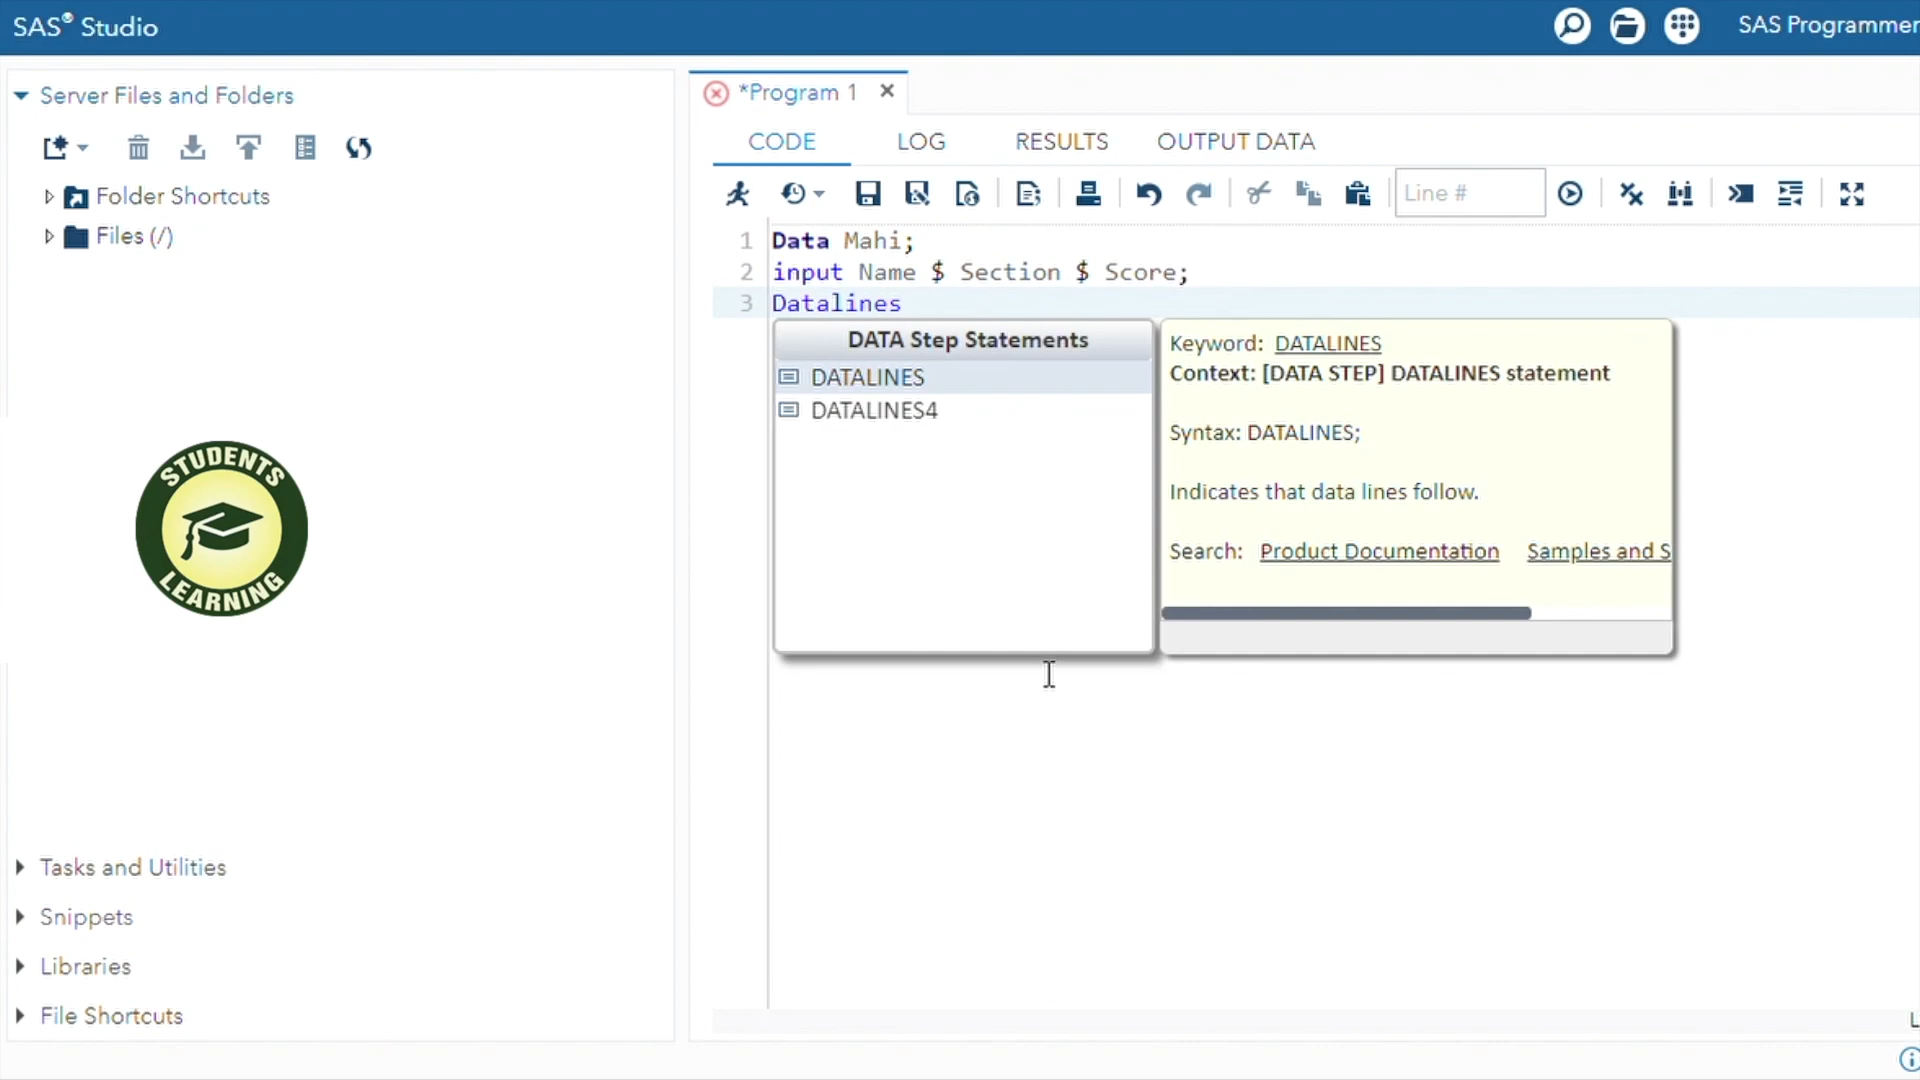 SAS® Studio
SAS Programmer
Server Files and Folders
Folder Shortcuts
Files (/)
STUDENTS
LEARNING
Tasks and Utilities
Snippets
Libraries
File Shortcuts
*Program 1
CODE LOG RESULTS OUTPUT DATA
Line #
1 Data Mahi;
2 input Name $ Section $ Score;
3 Datalines
DATA Step Statements
DATALINES
DATALINES4
Keyword: DATALINES
Context: [DATA STEP] DATALINES statement
Syntax: DATALINES;
Indicates that data lines follow.
Search: Product Documentation Samples and S
L